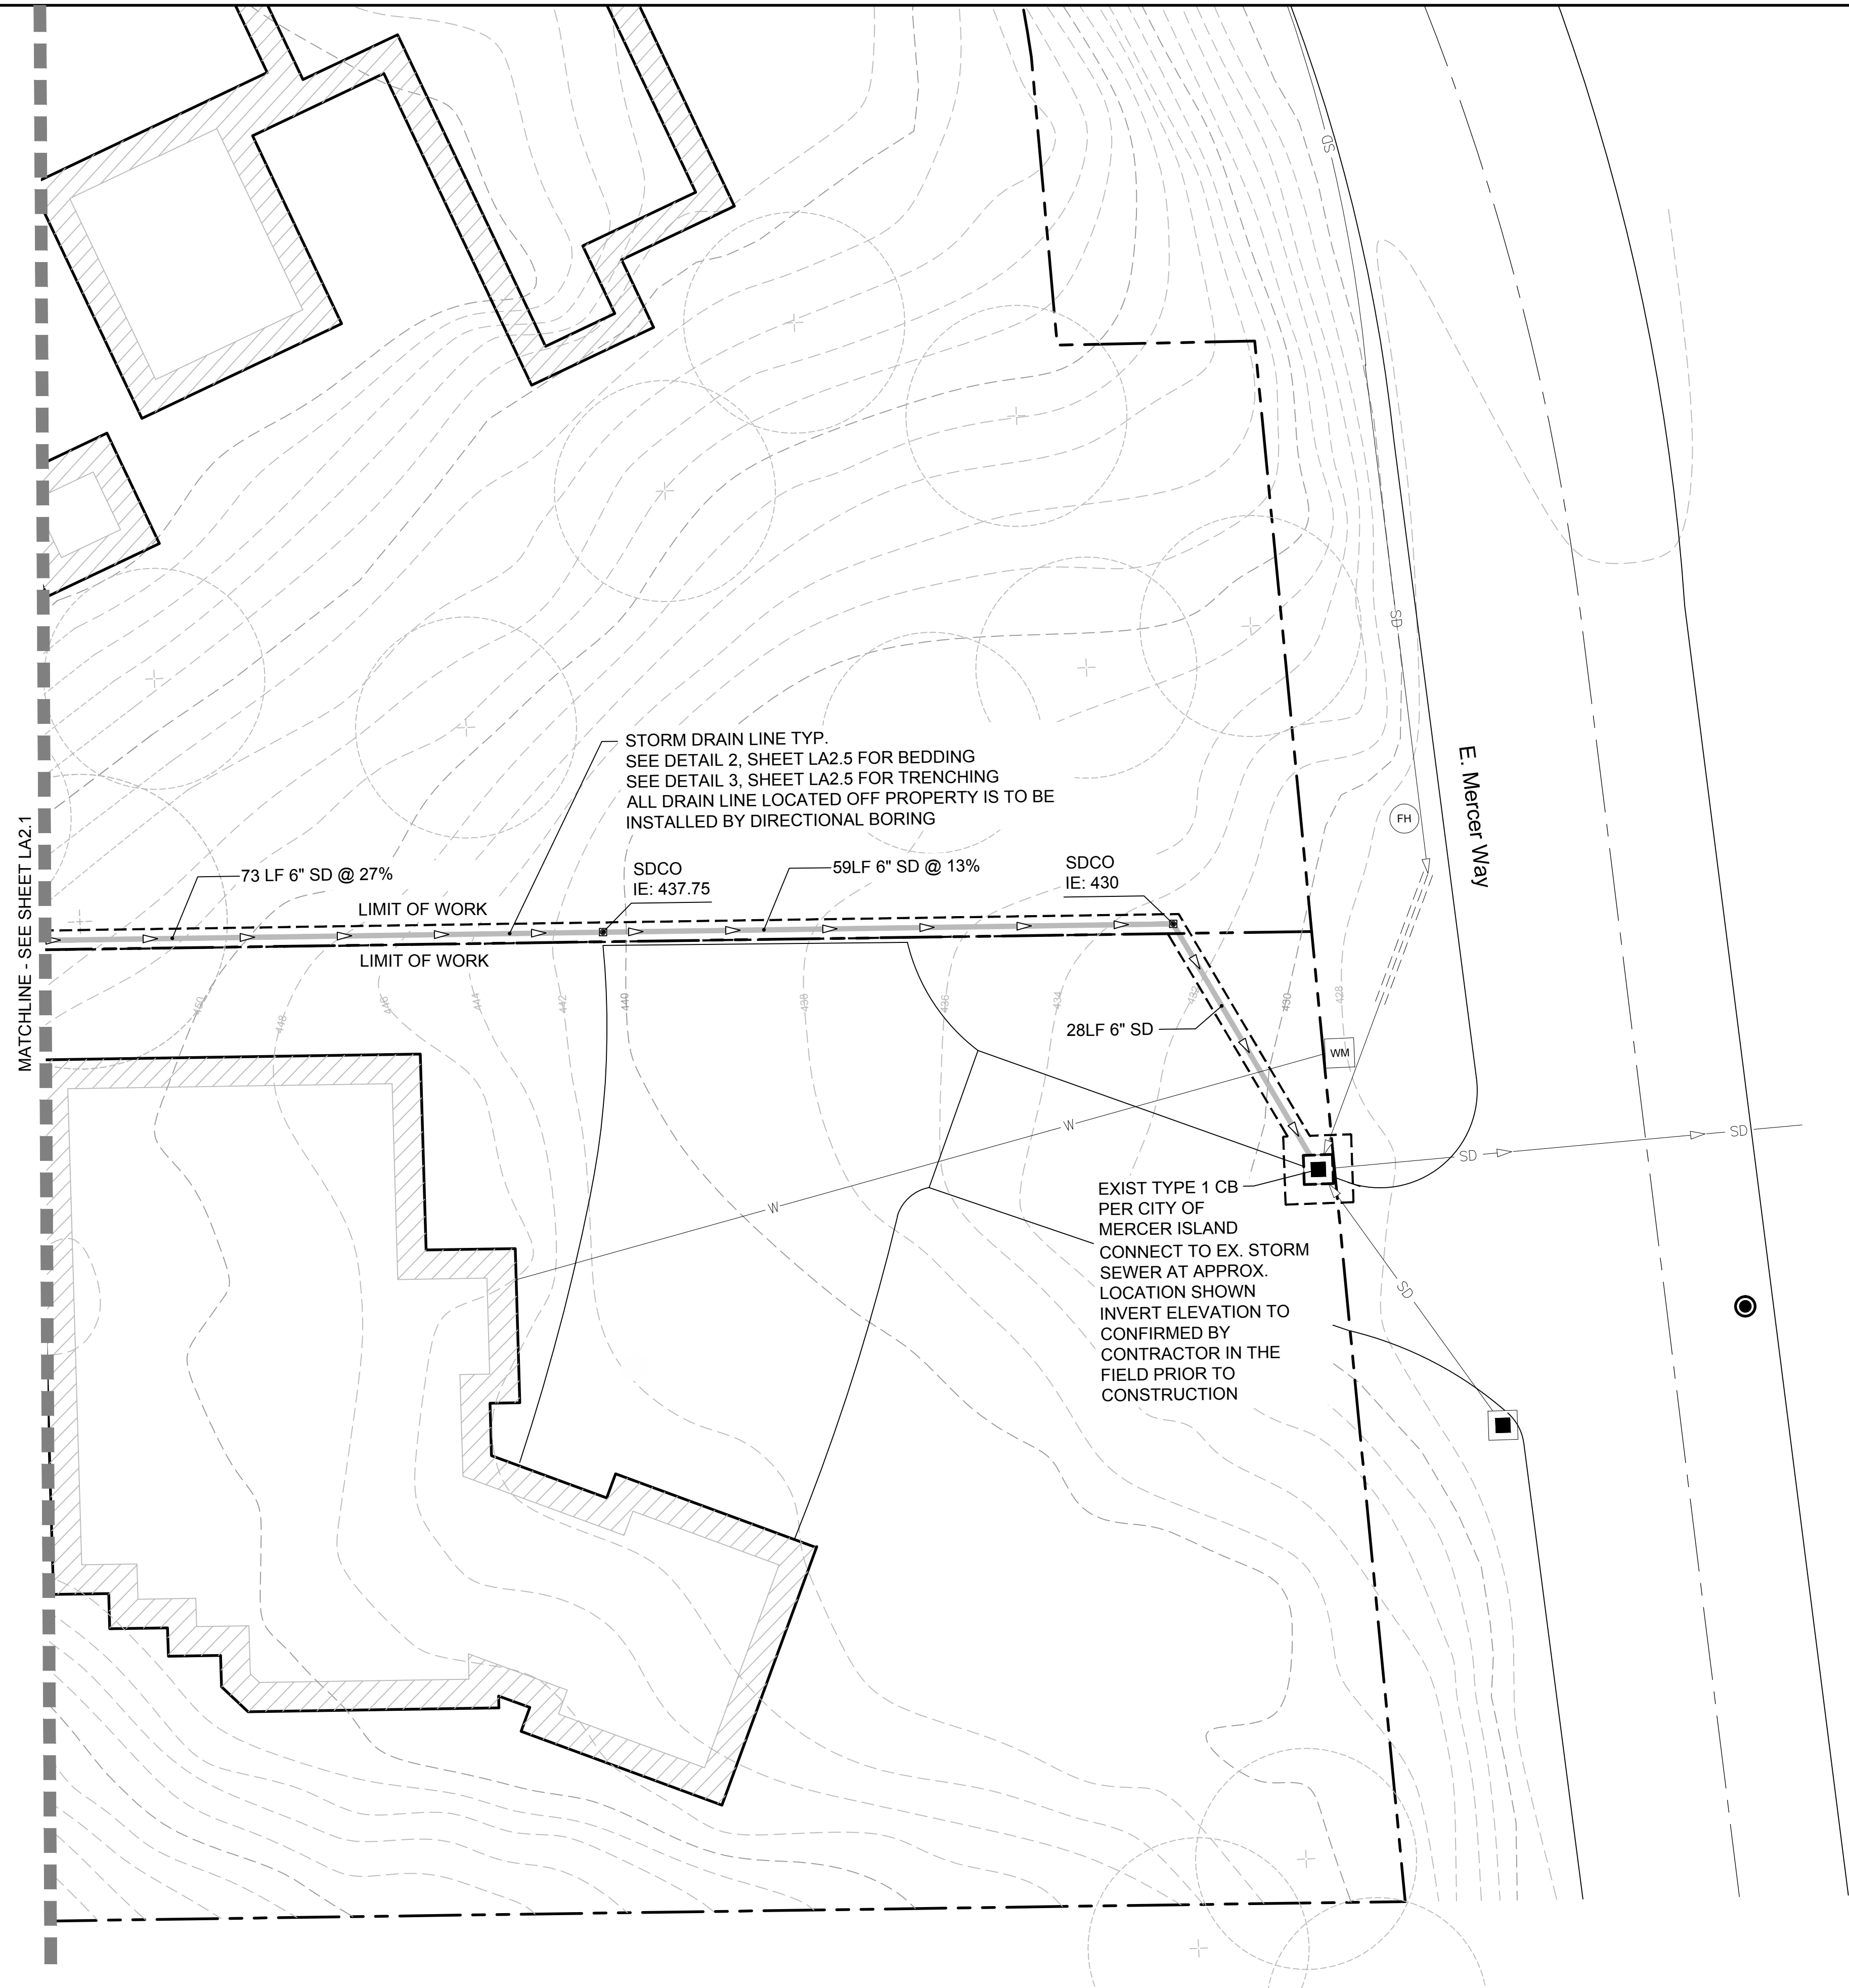 SD
SD
E. Mercer Way
FH
STORM DRAIN LINE TYP.
SEE DETAIL 2, SHEET LA2.5 FOR BEDDING
SEE DETAIL 3, SHEET LA2.5 FOR TRENCHING
ALL DRAIN LINE LOCATED OFF PROPERTY IS TO BE
INSTALLED BY DIRECTIONAL BORING
MATCHLINE - SEE SHEET LA2.1
73 LF 6" SD @ 27%
SDCO
IE: 437.75
59LF 6" SD @ 13%
SDCO
IE: 430
LIMIT OF WORK
LIMIT OF WORK
450
448
446
444
442
440
438
436
434
432
430
428
28LF 6" SD
WM
W
W
SD
SD
EXIST TYPE 1 CB
PER CITY OF
MERCER ISLAND
CONNECT TO EX. STORM
SEWER AT APPROX.
LOCATION SHOWN
INVERT ELEVATION TO
CONFIRMED BY
CONTRACTOR IN THE
FIELD PRIOR TO
CONSTRUCTION
SD